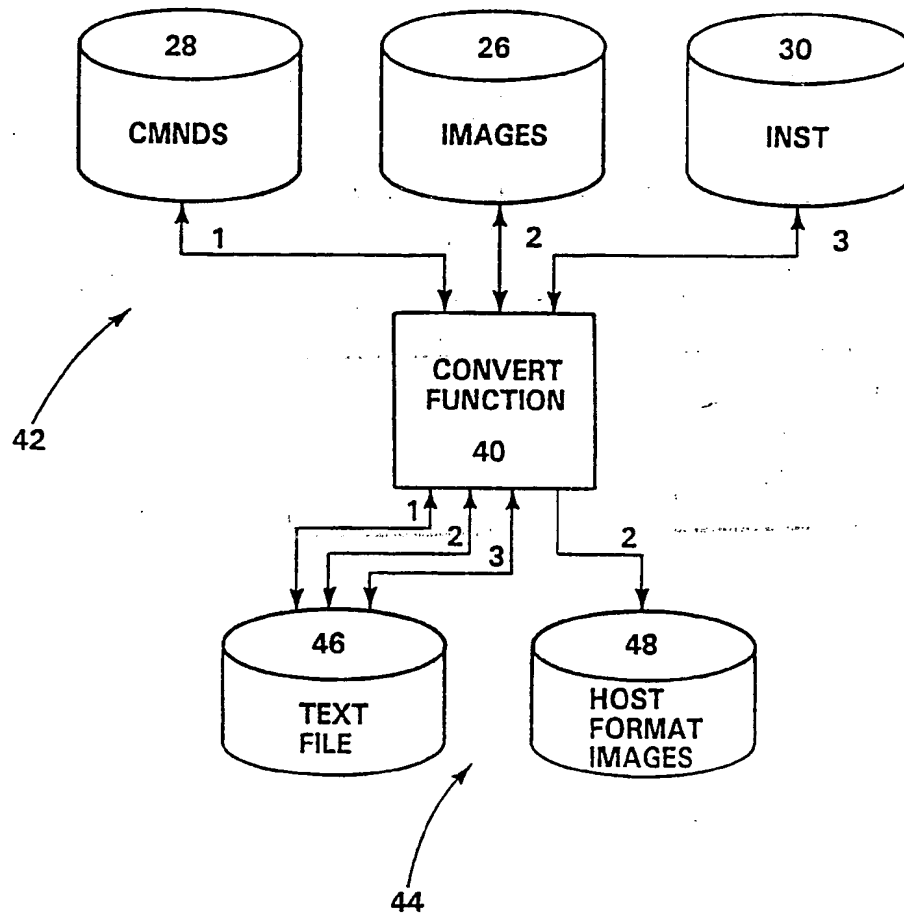 28
CMNDS
26
IMAGES
30
INST
1
2
3
CONVERT
FUNCTION
40
42
1
2
3
2
46
TEXT
FILE
48
HOST
FORMAT
IMAGES
44